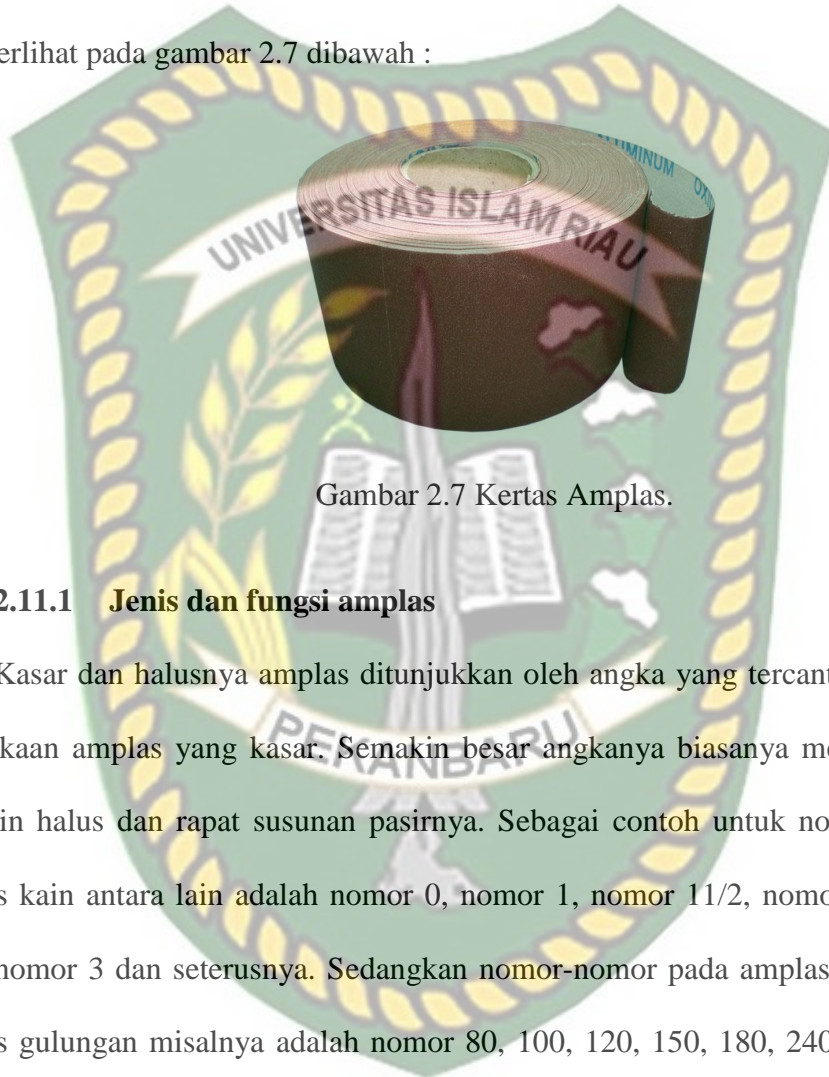 erlihat pada gambar 2.7 dibawah :
ALUMINUM OXI
UNIVERSITAS ISLAM RIAU
Gambar 2.7 Kertas Amplas.
2.11.1 Jenis dan fungsi amplas
Kasar dan halusnya amplas ditunjukkan oleh angka yang tercant
kaan amplas yang kasar. Semakin besar angkanya biasanya me
in halus dan rapat susunan pasirnya. Sebagai contoh untuk no
PEKANBARU
s kain antara lain adalah nomor 0, nomor 1, nomor 11/2, nomo
nomor 3 dan seterusnya. Sedangkan nomor-nomor pada amplas
s gulungan misalnya adalah nomor 80, 100, 120, 150, 180, 240